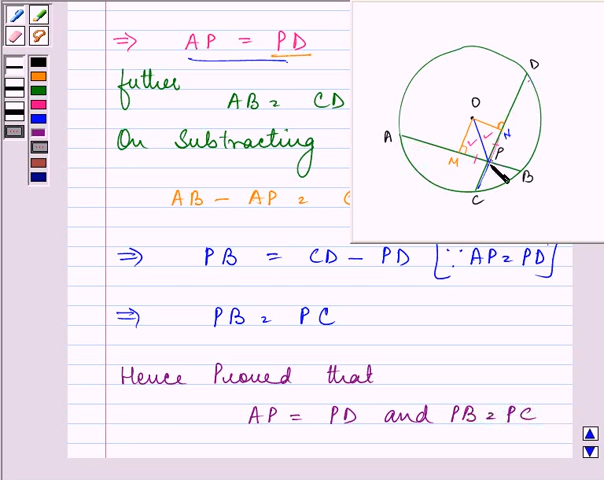 ⇒ AP = PD
futher
AB = CD
On Subtracting
AB − AP =
⇒ PB = CD − PD [∵ AP = PD]
⇒ PB = PC
Hence Proved that
AP = PD and PB = PC
D
O
A
N
M
P
B
C